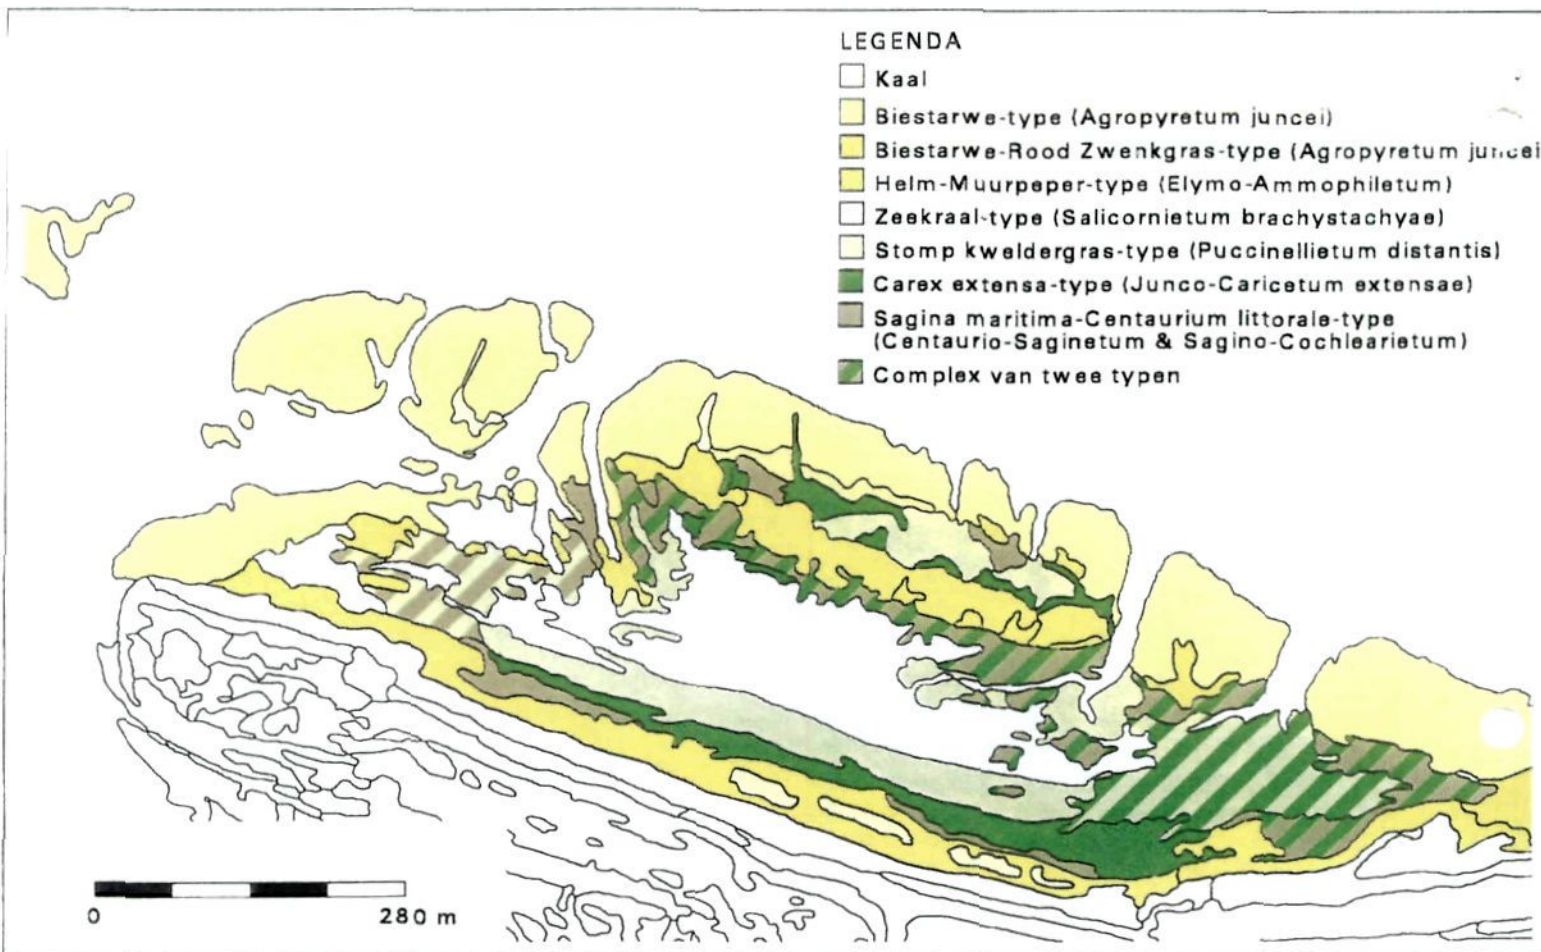 LEGENDA
Kaal
Biestarwe-type (Agropyretum juncei)
Biestarwe-Rood Zwenkgras-type (Agropyretum juncei
Helm-Muurpeper-type (Elymo-Ammophiletum)
Zeekraal-type (Salicornietum brachystachyae)
Stomp kweldergras-type (Puccinellietum distantis)
Carex extensa-type (Junco-Caricetum extensae)
Sagina maritima-Centaurium littorale-type
(Centaurio-Saginetum & Sagino-Cochlearietum)
Complex van twee typen
0 280 m